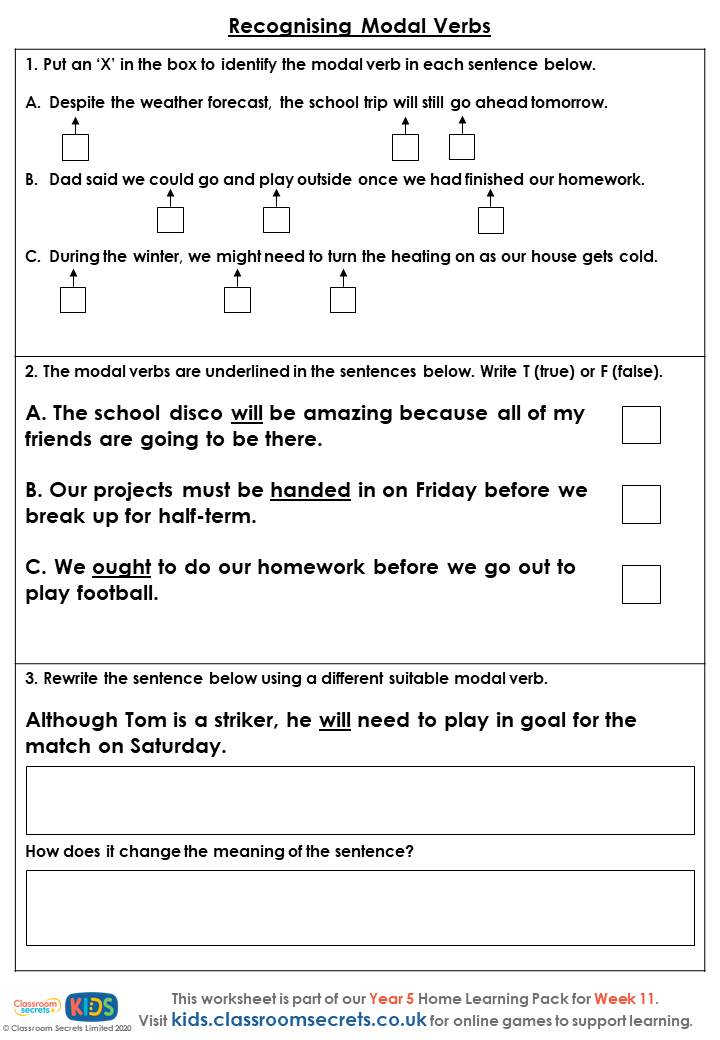 Recognising Modal Verbs
1. Put an ‘X’ in the box to identify the modal verb in each sentence below.
A. Despite the weather forecast, the school trip will still go ahead tomorrow.
B. Dad said we could go and play outside once we had finished our homework.
C. During the winter, we might need to turn the heating on as our house gets cold.
2. The modal verbs are underlined in the sentences below. Write T (true) or F (false).
A. The school disco will be amazing because all of my
friends are going to be there.
B. Our projects must be handed in on Friday before we
break up for half-term.
C. We ought to do our homework before we go out to
play football.
3. Rewrite the sentence below using a different suitable modal verb.
Although Tom is a striker, he will need to play in goal for the
match on Saturday.
How does it change the meaning of the sentence?
Classroom
secrets
KIDS
© Classroom Secrets Limited 2020
This worksheet is part of our Year 5 Home Learning Pack for Week 11.
Visit kids.classroomsecrets.co.uk for online games to support learning.